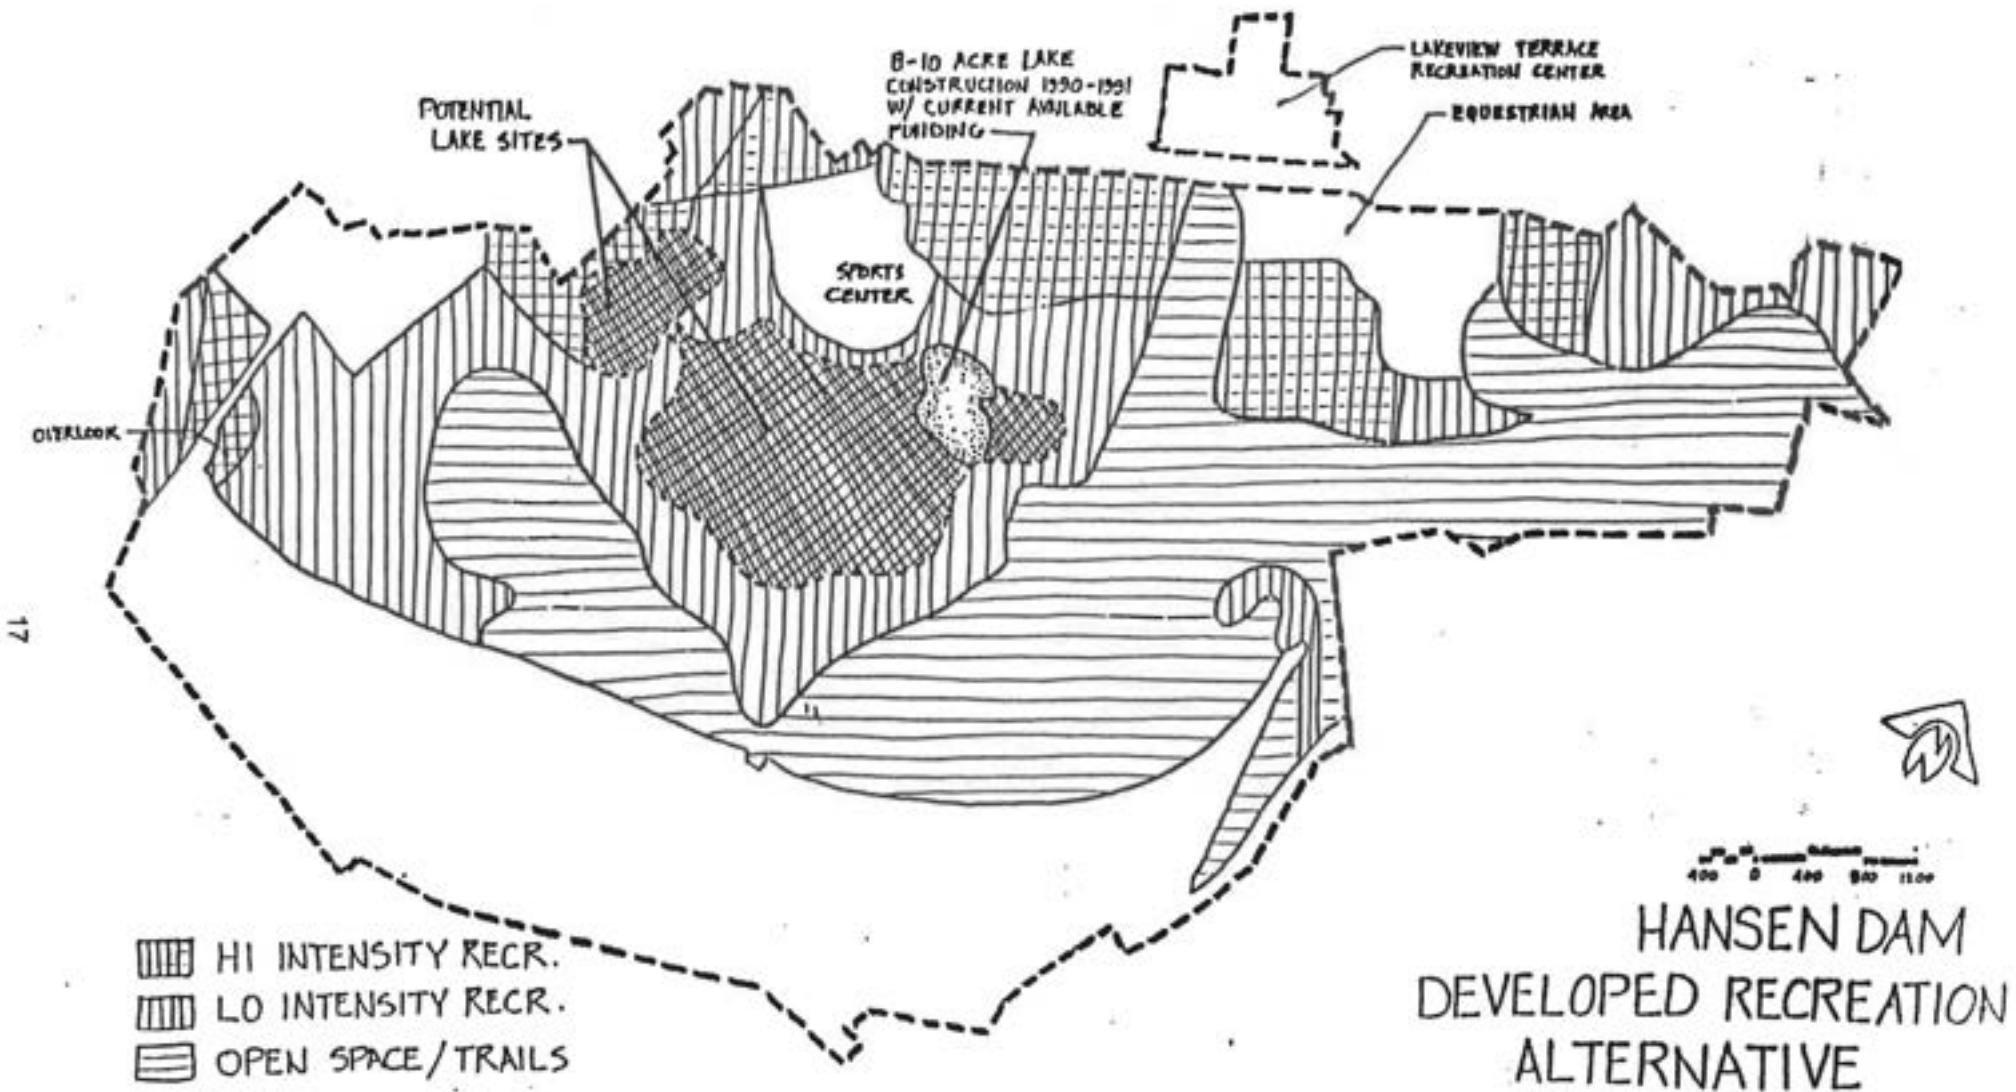 LAKEVIEW TERRACE
RECREATION CENTER
8-10 ACRE LAKE
CONSTRUCTION 1990-1991
W/ CURRENT AVAILABLE
FUNDING
EQUESTRIAN AREA
POTENTIAL
LAKE SITES
SPORTS
CENTER
OVERLOOK
17
N
400 0 400 800 1200
HANSEN DAM
DEVELOPED RECREATION
ALTERNATIVE
HI INTENSITY RECR.
LO INTENSITY RECR.
OPEN SPACE/TRAILS